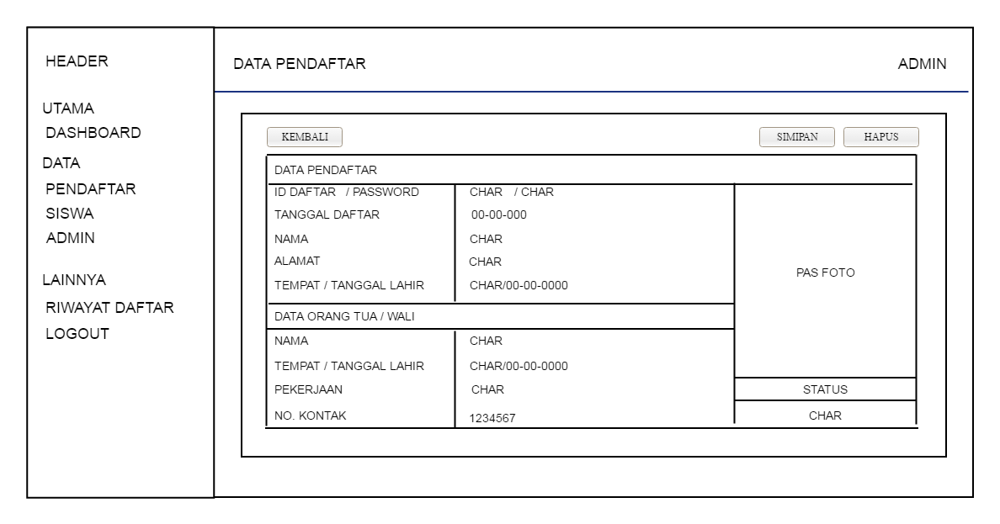 HEADER
UTAMA
DASHBOARD
DATA
PENDAFTAR
SISWA
ADMIN
LAINNYA
RIWAYAT DAFTAR
LOGOUT
DATA PENDAFTAR ADMIN
KEMBALI SIMIPAN HAPUS
DATA PENDAFTAR
ID DAFTAR / PASSWORD CHAR / CHAR
TANGGAL DAFTAR 00-00-000
NAMA CHAR
ALAMAT CHAR
TEMPAT / TANGGAL LAHIR CHAR/00-00-0000
PAS FOTO
DATA ORANG TUA / WALI
NAMA CHAR
TEMPAT / TANGGAL LAHIR CHAR/00-00-0000
PEKERJAAN CHAR
NO. KONTAK 1234567
STATUS
CHAR